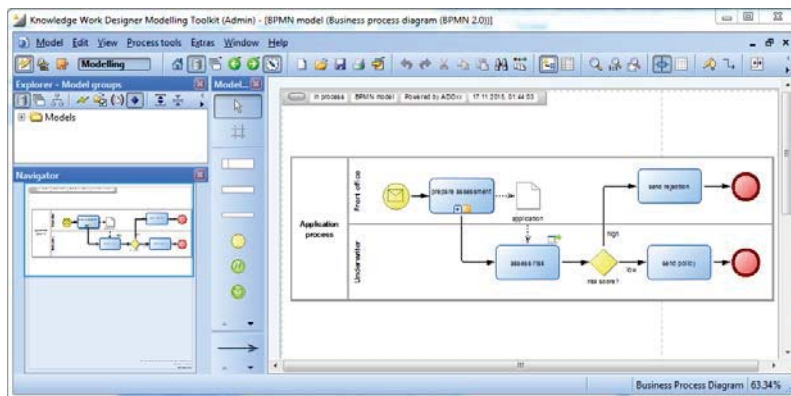 Knowledge Work Designer Modelling Toolkit (Admin) - [BPMN model (Business process diagram (BPMN 2.0))]
Model Edit View Process tools Extras Window Help
Modelling
Explorer - Model groups
Model...
Models
Navigator
In process BPMN model Powered by ADOxx 17.11.2015, 01:44:03
Application process
Front office
prepare assessment
application
send rejection
high
Underwriter
assess risk
risk score?
low
send policy
Business Process Diagram 63.34%